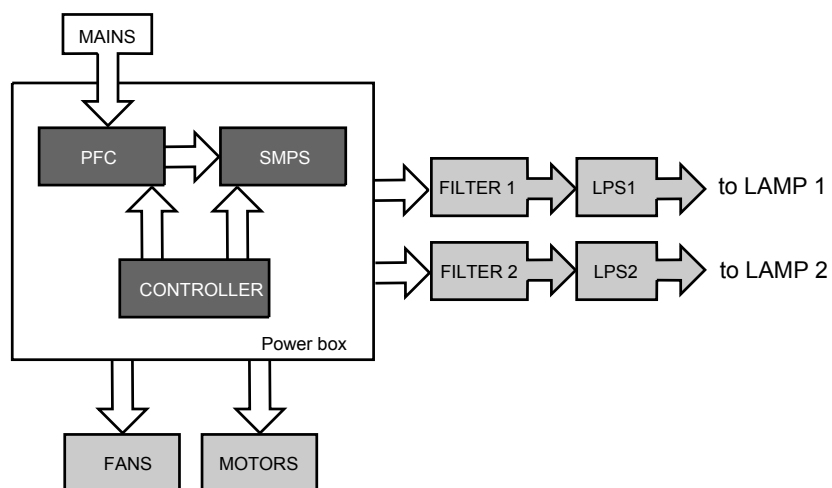 MAINS
PFC
SMPS
FILTER 1
LPS1
to LAMP 1
FILTER 2
LPS2
to LAMP 2
CONTROLLER
Power box
FANS
MOTORS